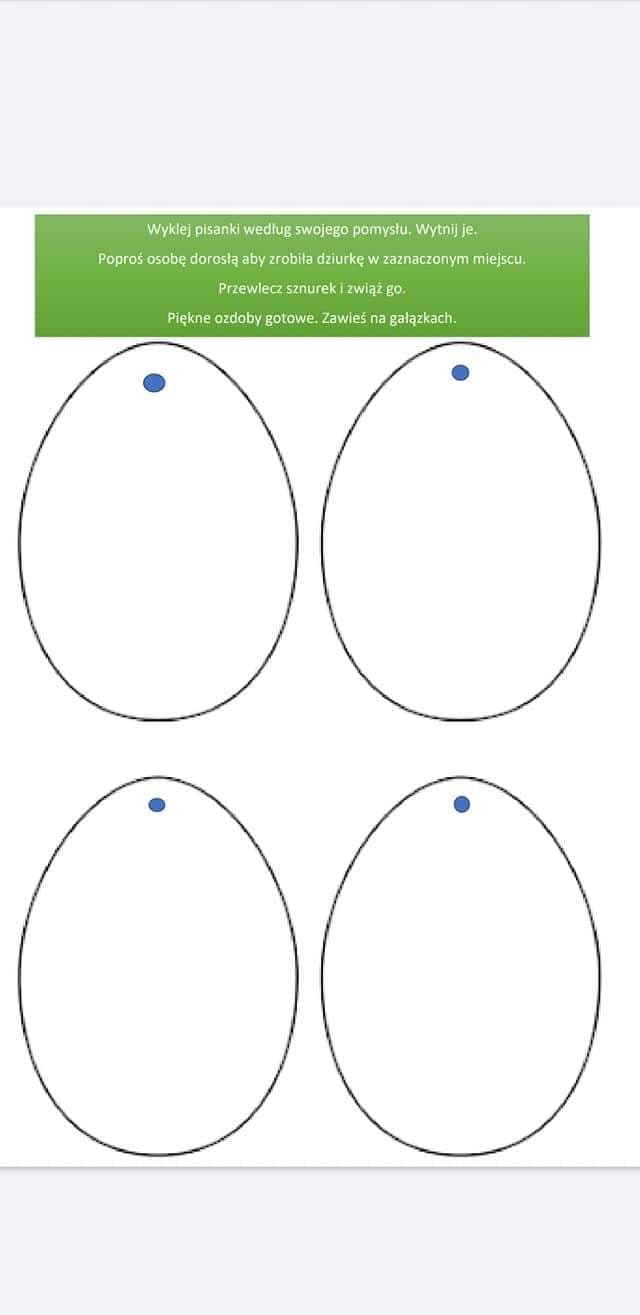 Wyklej pisanki według swojego pomysłu. Wytnij je.
Poproś osobę dorosłą aby zrobiła dziurkę w zaznaczonym miejscu.
Przewlecz sznurek i zwiąż go.
Piękne ozdoby gotowe. Zawieś na gałązkach.